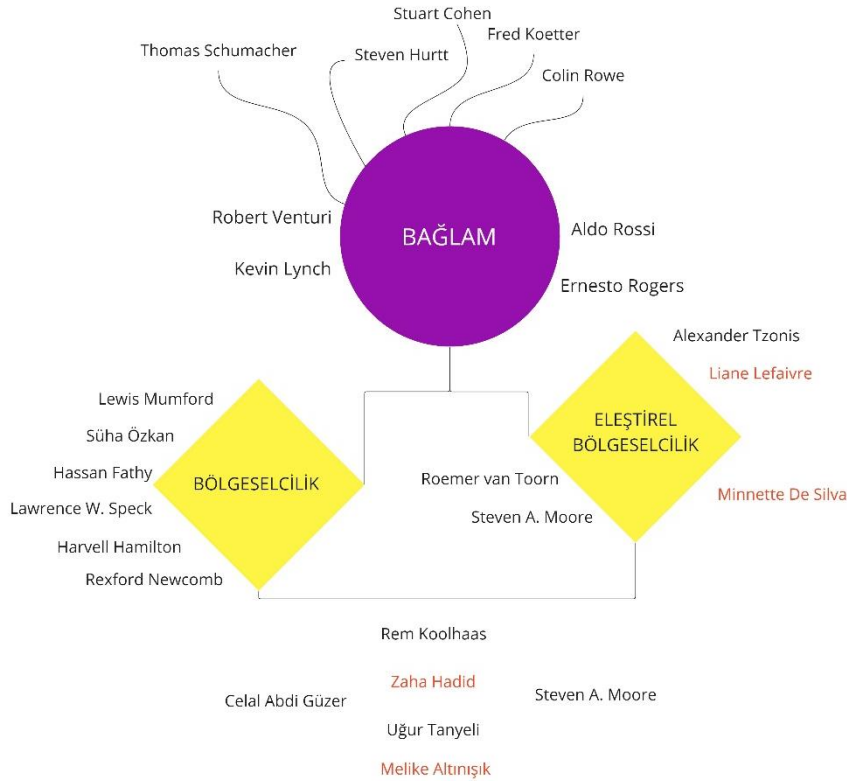 Stuart Cohen
Fred Koetter
Thomas Schumacher
Steven Hurtt
Colin Rowe
Robert Venturi
BAĞLAM
Aldo Rossi
Kevin Lynch
Ernesto Rogers
Alexander Tzonis
Liane Lefaivre
Lewis Mumford
ELEŞTİREL
BÖLGESELCİLİK
Süha Özkan
Hassan Fathy
BÖLGESELCİLİK
Roemer van Toorn
Minnette De Silva
Lawrence W. Speck
Steven A. Moore
Harvell Hamilton
Rexford Newcomb
Rem Koolhaas
Zaha Hadid
Celal Abdi Güzer
Steven A. Moore
Uğur Tanyeli
Melike Altınışık